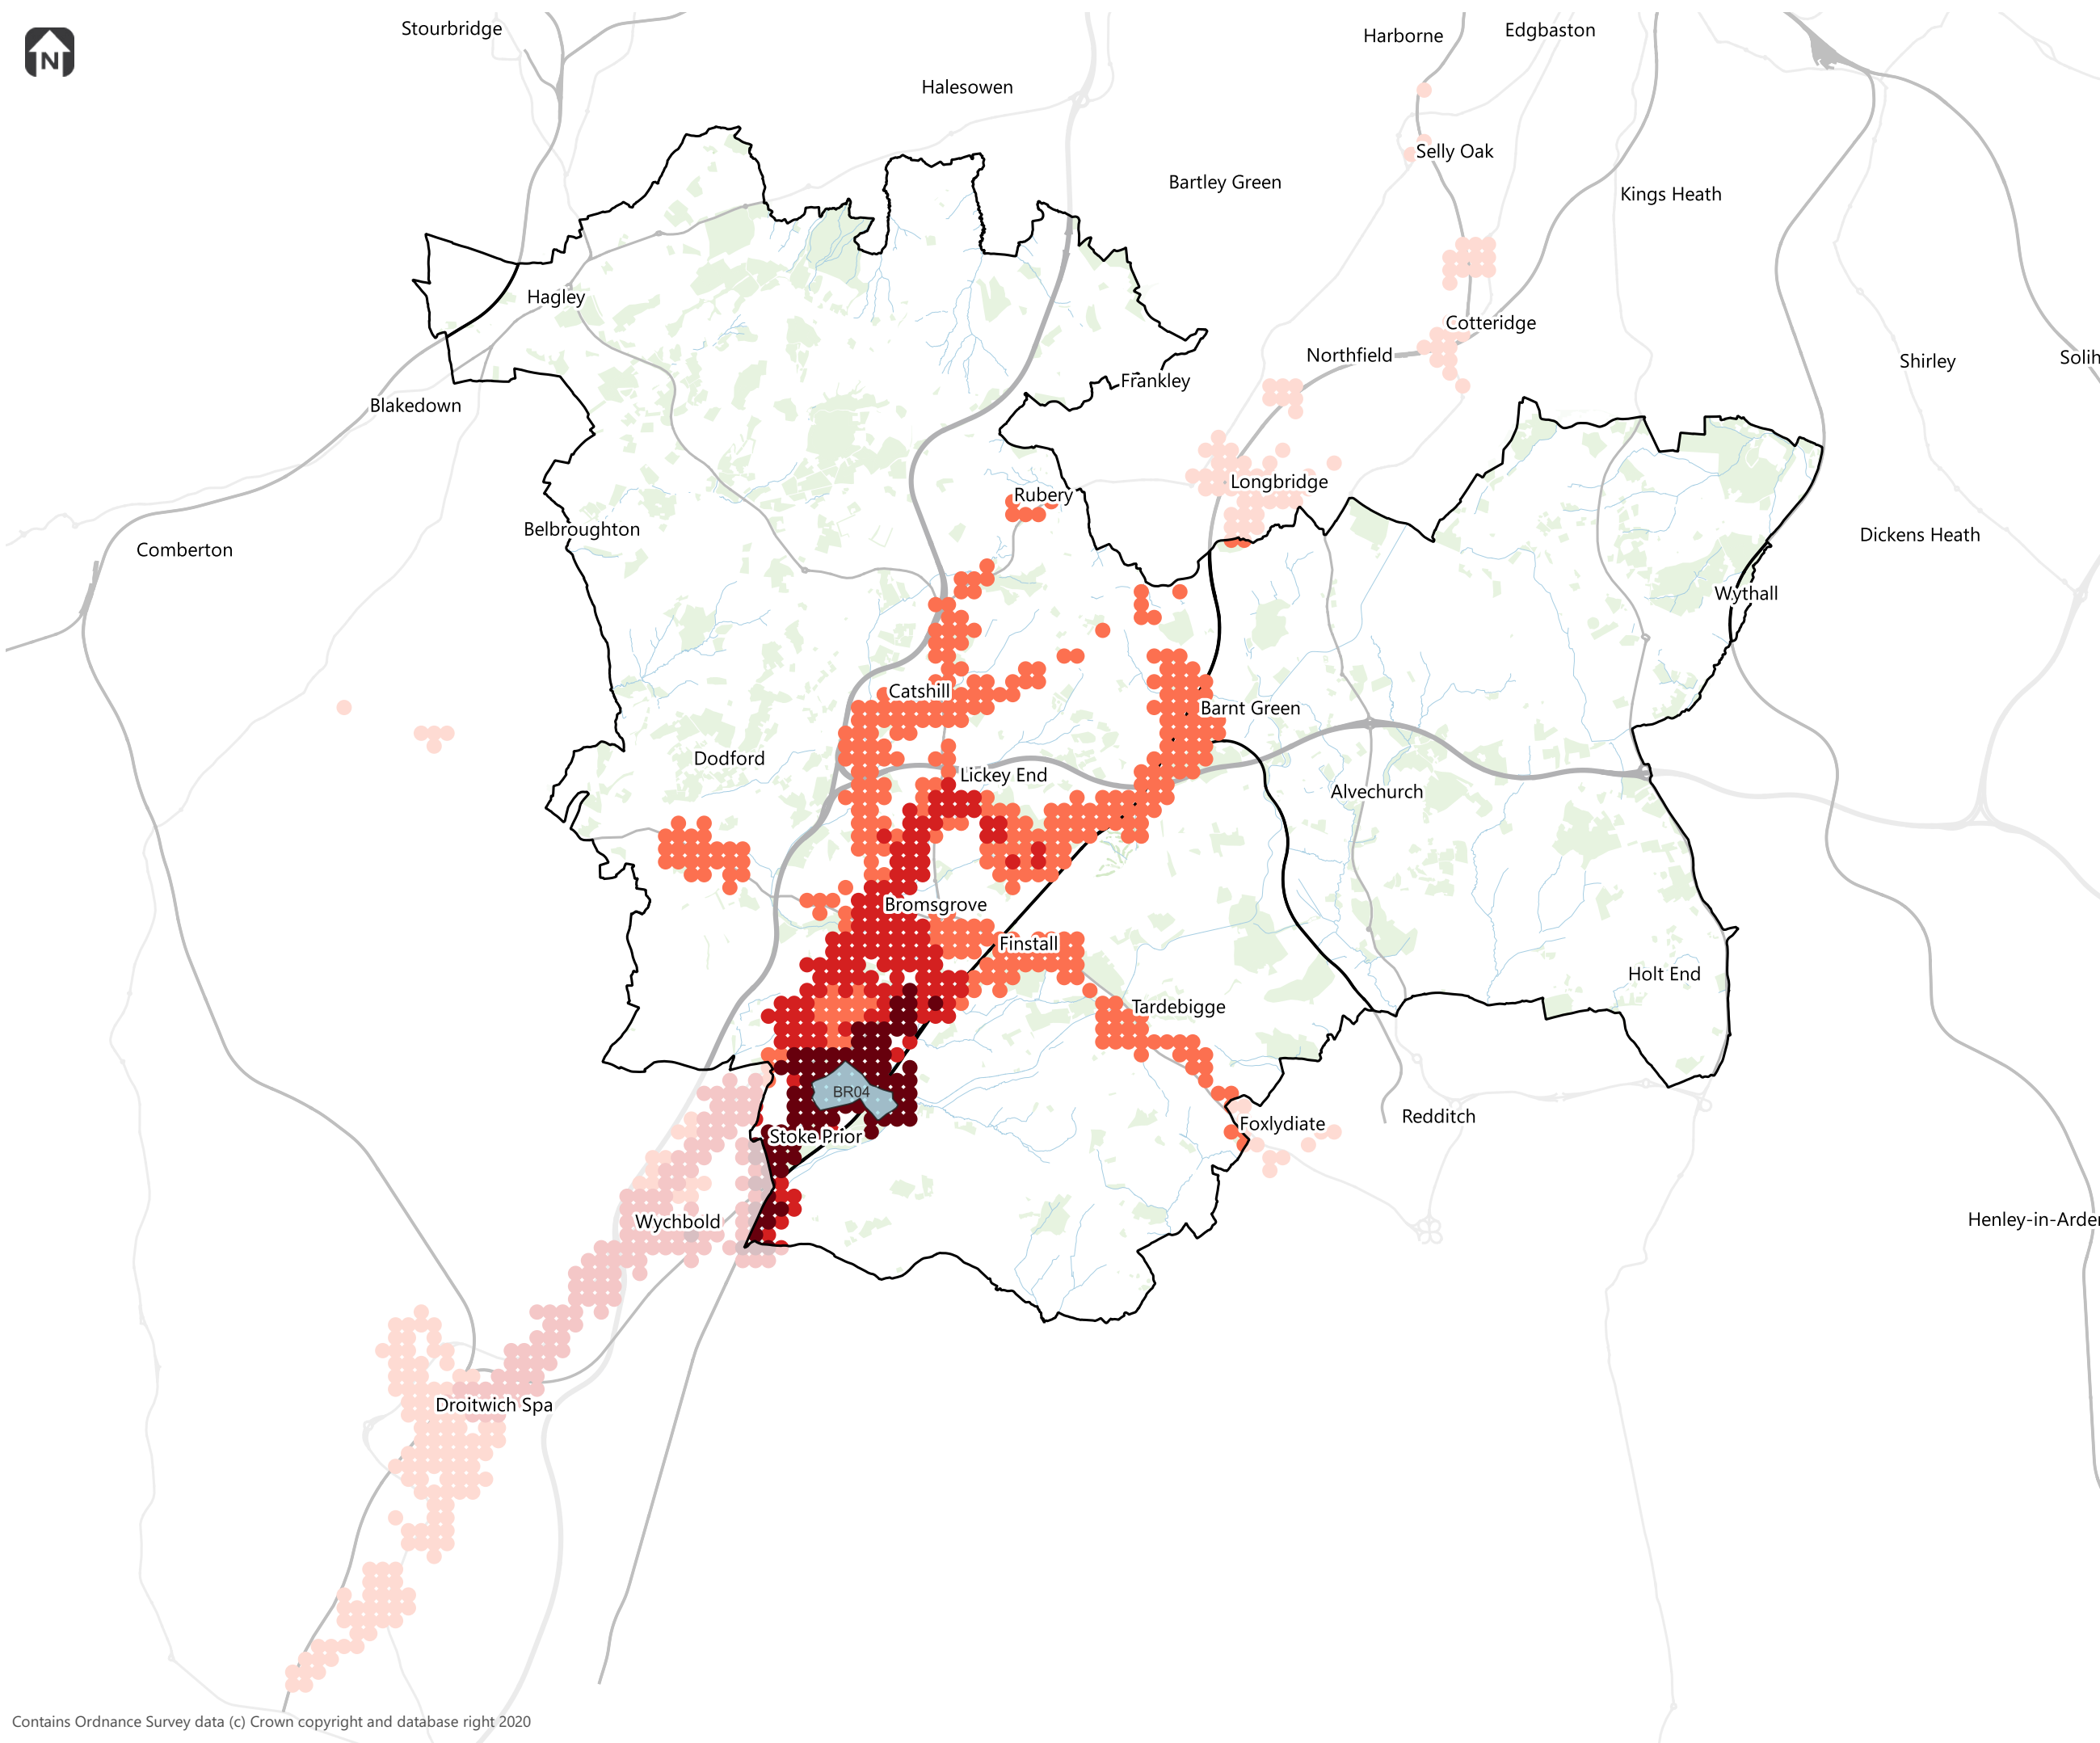 Stourbridge
Harborne
Edgbaston
N
Halesowen
Selly Oak
Bartley Green
Kings Heath
Hagley
Cotteridge
Northfield
Solih
Shirley
Frankley
Blakedown
Longbridge
Rubery
Belbroughton
Dickens Heath
Comberton
Wythall
Catshill
Barnt Green
Dodford
Lickey End
Alvechurch
Bromsgrove
Finstall
Holt End
Tardebigge
BR04
Redditch
Foxlydiate
Stoke Prior
Wychbold
Henley-in-Arden
Droitwich Spa
Contains Ordnance Survey data (c) Crown copyright and database right 2020